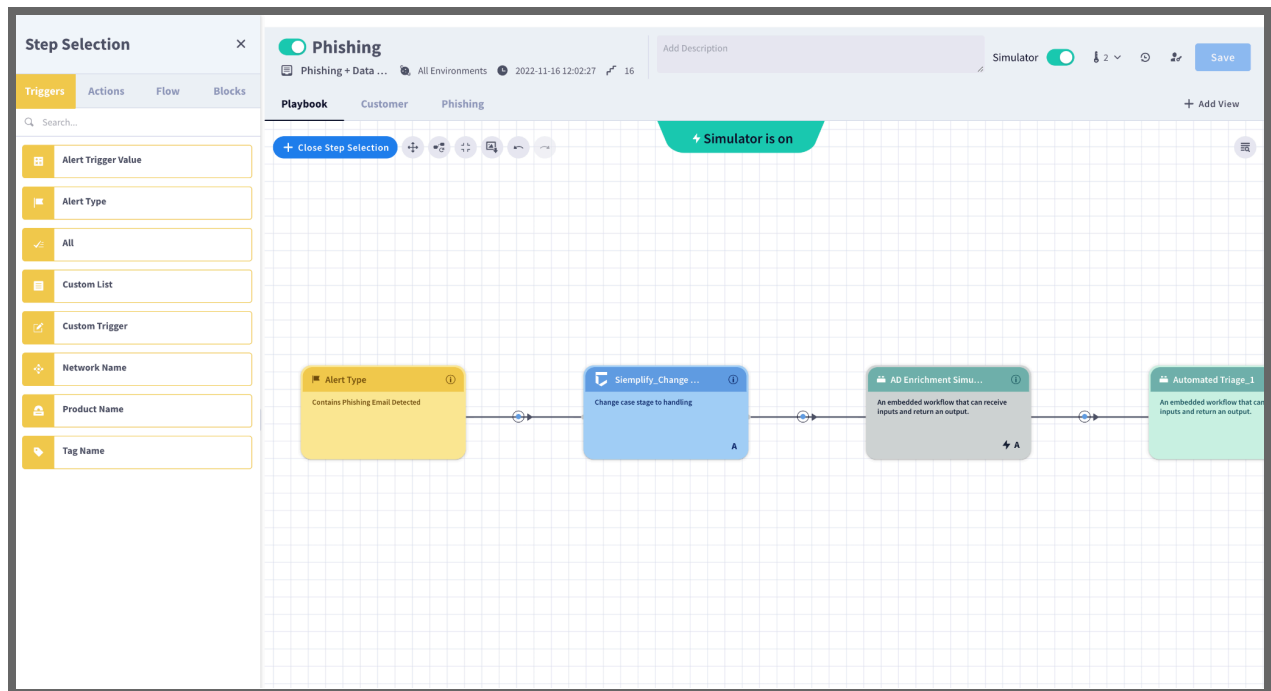 Step Selection
Triggers
Actions
Flow
Blocks
Search...
Alert Trigger Value
Alert Type
All
Custom List
Custom Trigger
Network Name
Product Name
Tag Name
Phishing
Phishing + Data ...
All Environments
2022-11-16 12:02:27
16
Add Description
Simulator
2
Save
Playbook
Customer
Phishing
+ Add View
+ Close Step Selection
Simulator is on
Alert Type
Contains Phishing Email Detected
Siemplify_Change ...
Change case stage to handling
A
AD Enrichment Simu...
An embedded workflow that can receive
inputs and return an output.
A
Automated Triage_1
An embedded workflow that can
inputs and return an output.